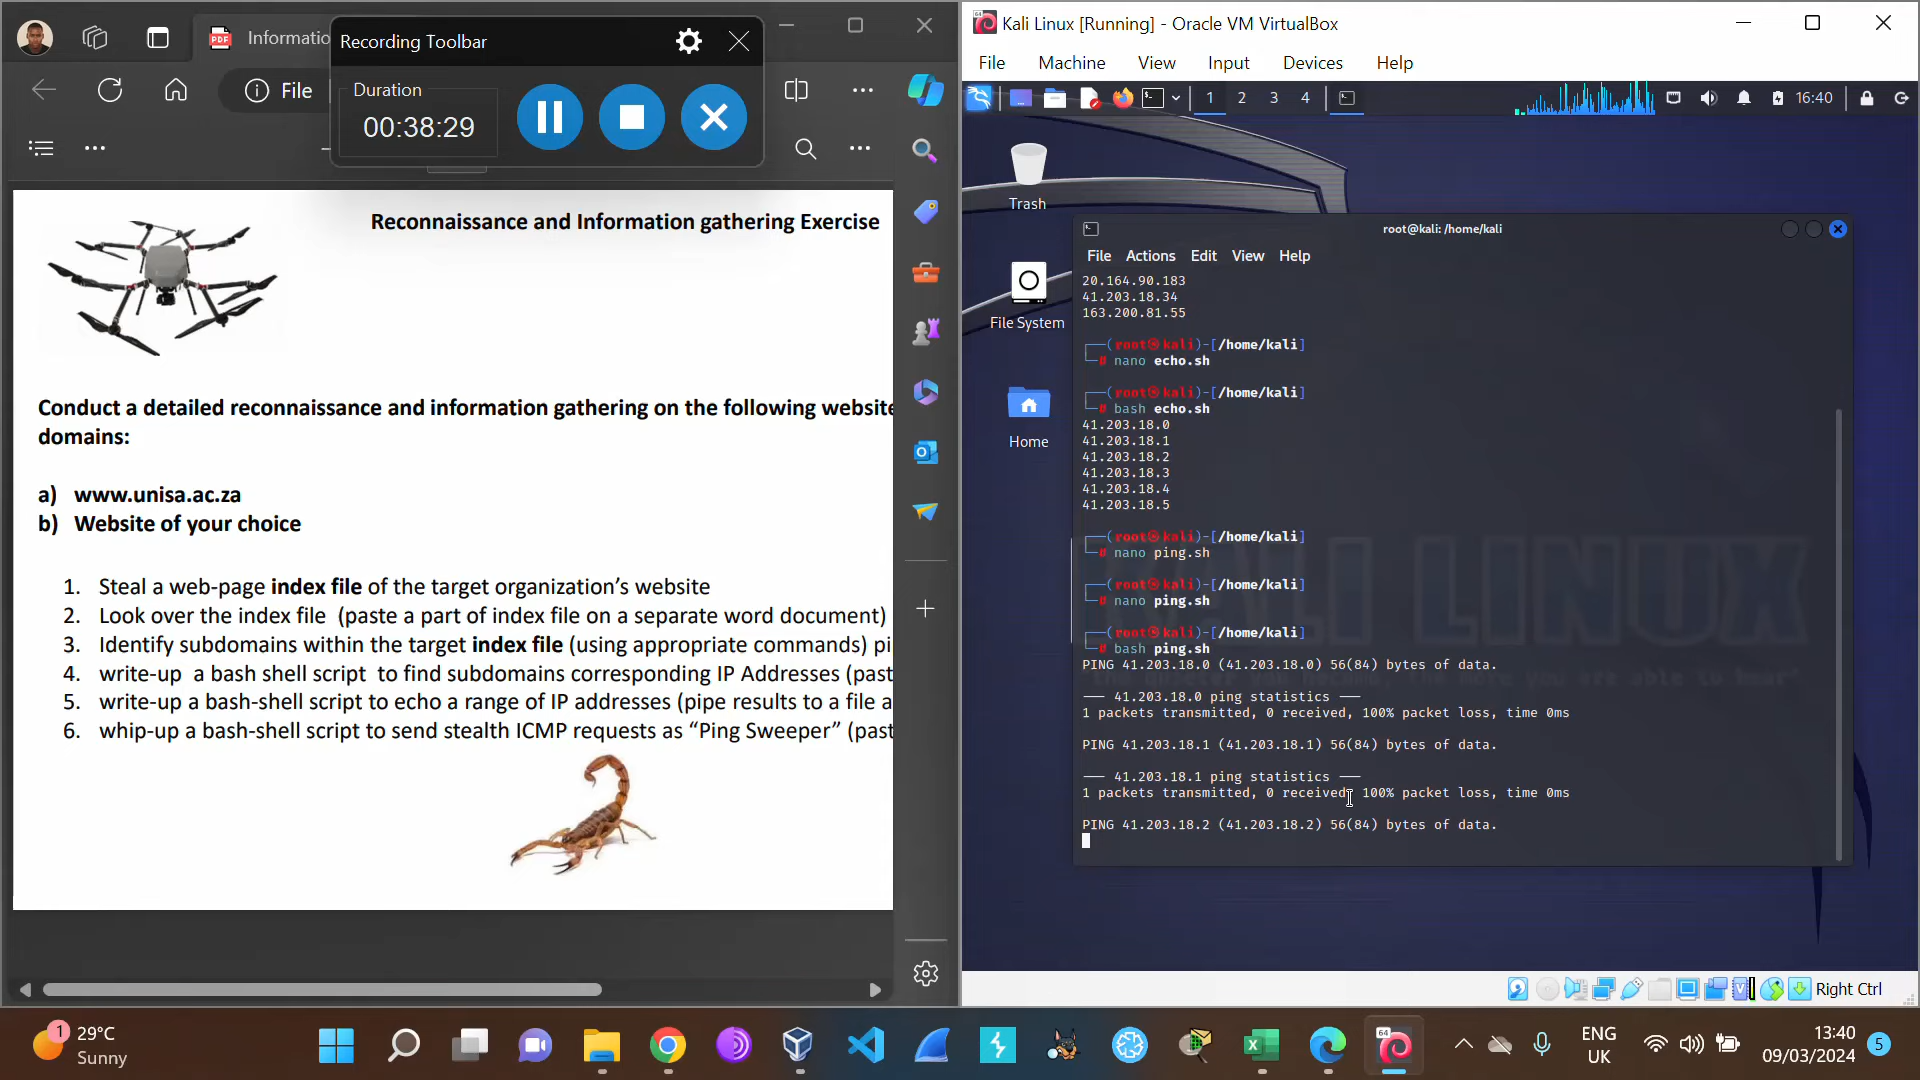 Informatio
Recording Toolbar
Duration
00:38:29
File
Reconnaissance and Information gathering Exercise
Conduct a detailed reconnaissance and information gathering on the following website
domains:
a) www.unisa.ac.za
b) Website of your choice
1. Steal a web-page index file of the target organization's website
2. Look over the index file (paste a part of index file on a separate word document)
3. Identify subdomains within the target index file (using appropriate commands) pi
4. write-up a bash shell script to find subdomains corresponding IP Addresses (past
5. write-up a bash-shell script to echo a range of IP addresses (pipe results to a file a
6. whip-up a bash-shell script to send stealth ICMP requests as “Ping Sweeper” (past
Kali Linux [Running] - Oracle VM VirtualBox
File Machine View Input Devices Help
1 2 3 4
16:40
Trash
File System
Home
root@kali: /home/kali
File Actions Edit View Help
20.164.90.183
41.203.18.34
163.200.81.55
┌──(root㉿kali)-[/home/kali]
└─# nano echo.sh
┌──(root㉿kali)-[/home/kali]
└─# bash echo.sh
41.203.18.0
41.203.18.1
41.203.18.2
41.203.18.3
41.203.18.4
41.203.18.5
┌──(root㉿kali)-[/home/kali]
└─# nano ping.sh
┌──(root㉿kali)-[/home/kali]
└─# nano ping.sh
┌──(root㉿kali)-[/home/kali]
└─# bash ping.sh
PING 41.203.18.0 (41.203.18.0) 56(84) bytes of data.
--- 41.203.18.0 ping statistics ---
1 packets transmitted, 0 received, 100% packet loss, time 0ms
PING 41.203.18.1 (41.203.18.1) 56(84) bytes of data.
--- 41.203.18.1 ping statistics ---
1 packets transmitted, 0 received, 100% packet loss, time 0ms
PING 41.203.18.2 (41.203.18.2) 56(84) bytes of data.
KALI LINUX
Right Ctrl
1
29°C
Sunny
ENG
UK
13:40
09/03/2024
5